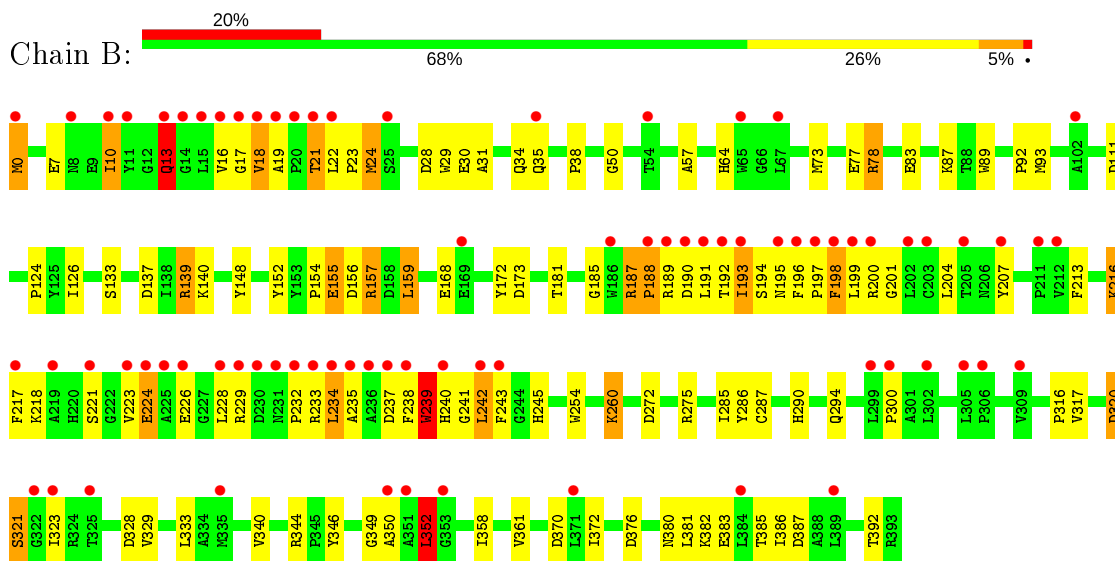 20%
Chain B:
68% 26% 5% •
M0 E7 N8 E9 I10 Y11 G12 Q13 G14 L15 V16 G17 V18 A19 P20 T21 L22 P23 M24 S25 D28 W29 E30 A31 Q34 Q35 P38 G50 T54 A57 H64 W65 G66 L67 M73 E77 R78 E83 K87 T88 W89 P92 M93 A102 D111
P124 Y125 I126 S133 D137 I138 R139 K140 Y148 Y152 Y153 P154 E155 D156 R157 D158 L159 E168 E169 Y172 D173 T181 G185 W186 R187 P188 R189 D190 L191 T192 I193 S194 N195 F196 P197 F198 L199 R200 G201 L202 C203 L204 T205 N206 Y207 P211 V212 F213 K216
F217 K218 A219 H220 S221 G222 V223 E224 A225 E226 G227 L228 R229 D230 N231 P232 R233 L234 A235 A236 D237 F238 W239 H240 G241 L242 F243 G244 H245 W254 K260 D272 R275 I285 Y286 C287 H290 Q294 L299 P300 A301 L302 L305 P306 V309 P316 V317
S321 G322 I323 R324 T325 D328 V329 L333 A334 M335 V340 R344 P345 Y346 G349 A350 A351 L352 G353 I358 V361 D370 L371 I372 D376 N380 L381 K382 E383 L384 T385 L386 D387 A388 L389 T392 R393